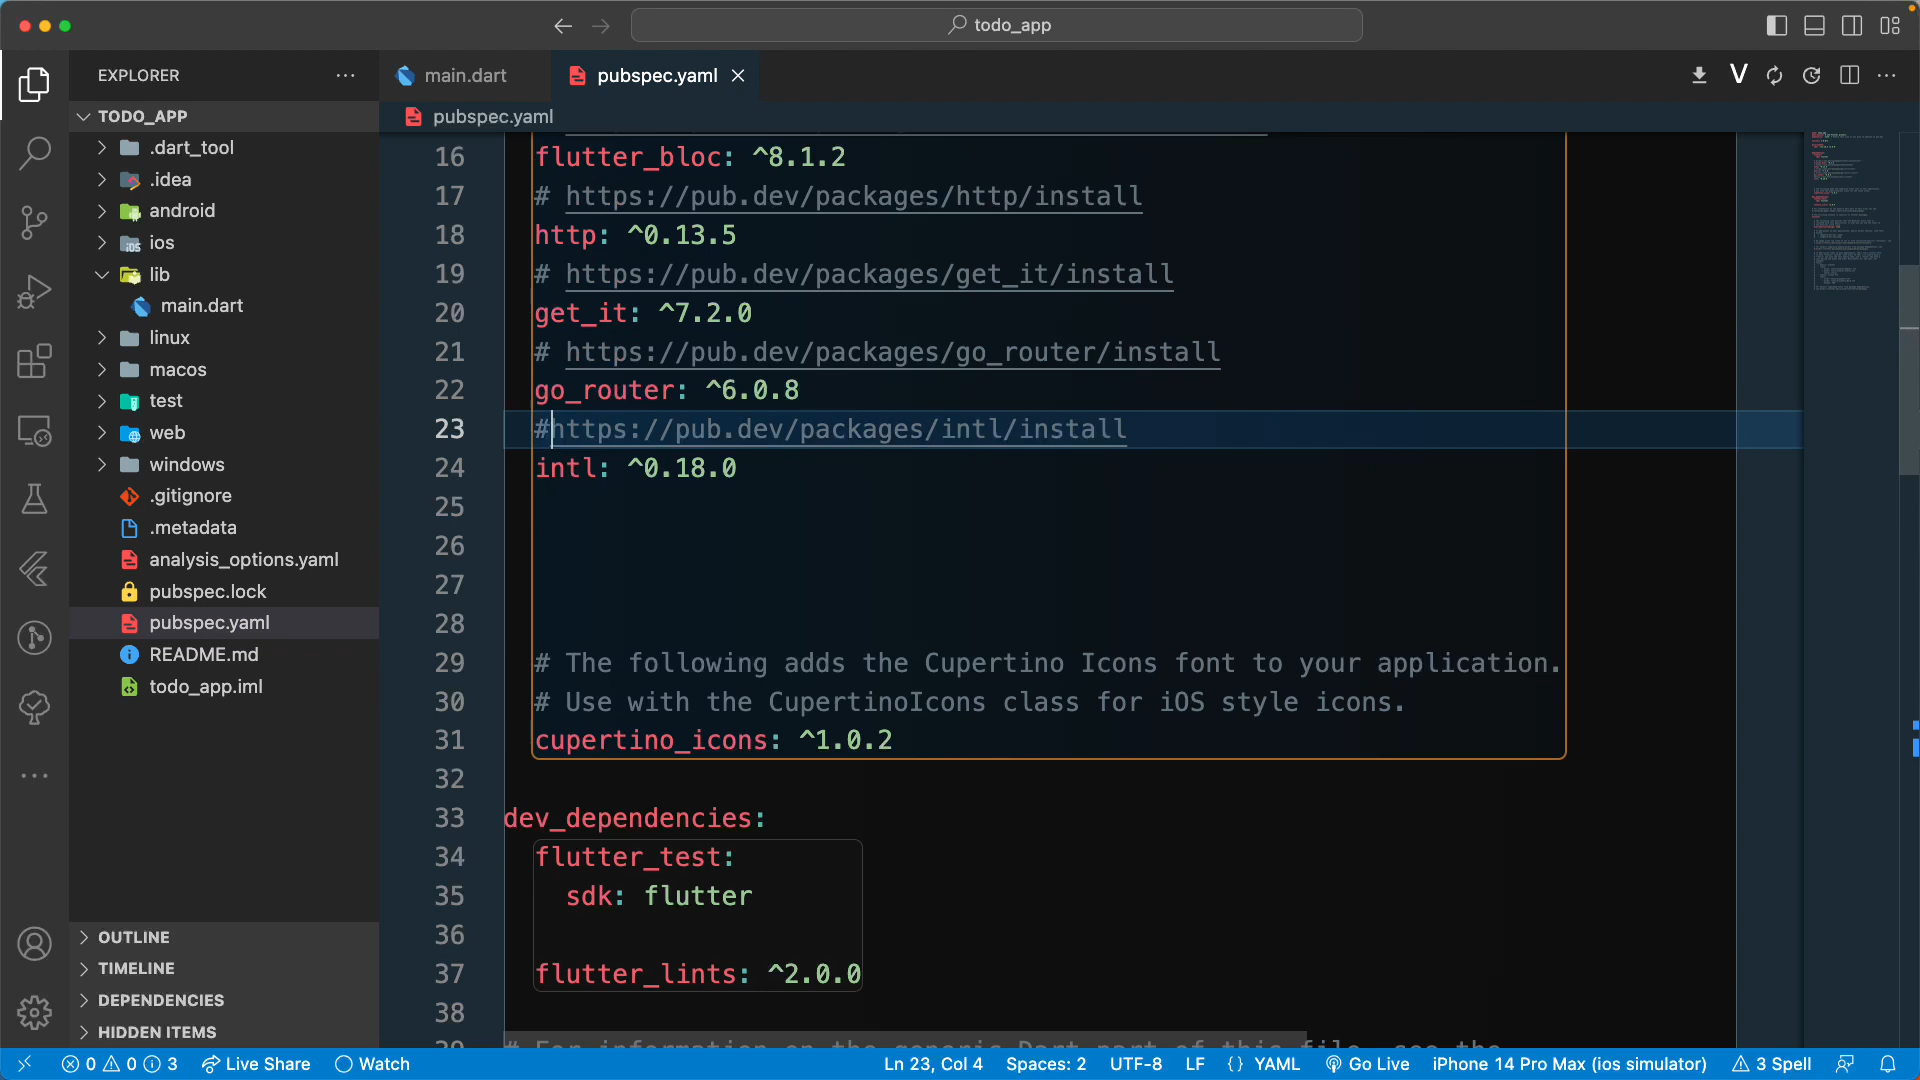 todo_app
EXPLORER
main.dart
pubspec.yaml
TODO_APP
pubspec.yaml
.dart_tool
.idea
android
ios
lib
main.dart
linux
macos
test
web
windows
.gitignore
.metadata
analysis_options.yaml
pubspec.lock
pubspec.yaml
README.md
todo_app.iml
OUTLINE
TIMELINE
DEPENDENCIES
HIDDEN ITEMS
16 flutter_bloc: ^8.1.2
17 # https://pub.dev/packages/http/install
18 http: ^0.13.5
19 # https://pub.dev/packages/get_it/install
20 get_it: ^7.2.0
21 # https://pub.dev/packages/go_router/install
22 go_router: ^6.0.8
23 #https://pub.dev/packages/intl/install
24 intl: ^0.18.0
25
26
27
28
29 # The following adds the Cupertino Icons font to your application.
30 # Use with the CupertinoIcons class for iOS style icons.
31 cupertino_icons: ^1.0.2
32
33 dev_dependencies:
34 flutter_test:
35 sdk: flutter
36
37 flutter_lints: ^2.0.0
38
39 # For information on the generic Dart part of this file, see the
0 0 3 Live Share Watch Ln 23, Col 4 Spaces: 2 UTF-8 LF {} YAML Go Live iPhone 14 Pro Max (ios simulator) 3 Spell